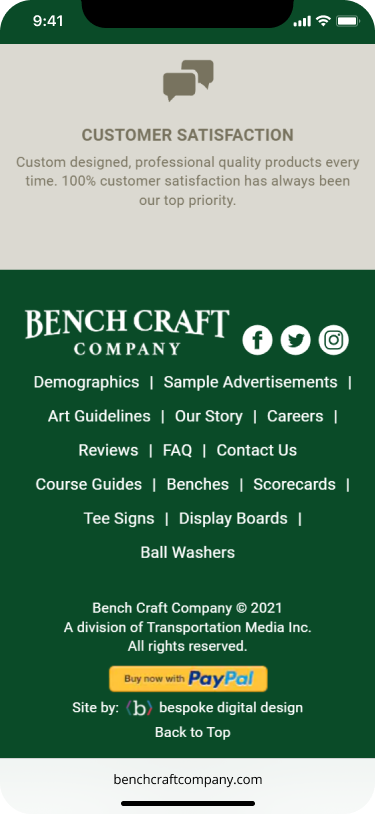 9:41
CUSTOMER SATISFACTION
Custom designed, professional quality products every
time. 100% customer satisfaction has always been
our top priority.
BENCH CRAFT
COMPANY
Demographics | Sample Advertisements |
Art Guidelines | Our Story | Careers |
Reviews | FAQ | Contact Us
Course Guides | Benches | Scorecards |
Tee Signs | Display Boards |
Ball Washers
Bench Craft Company © 2021
A division of Transportation Media Inc.
All rights reserved.
Buy now with PayPal
Site by: (b) bespoke digital design
Back to Top
benchcraftcompany.com